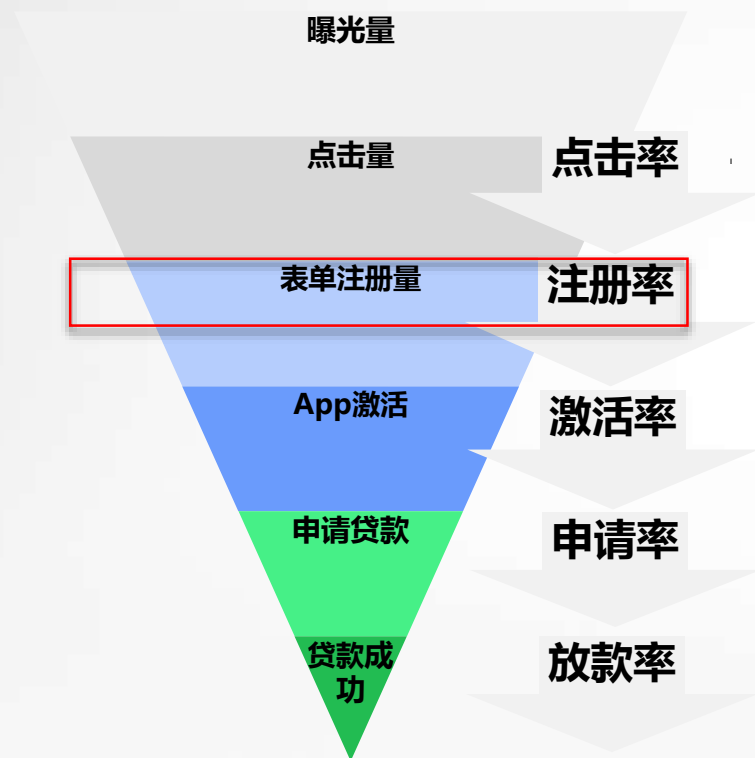 曝光量
点击量
点击率
表单注册量
注册率
App激活
激活率
申请贷款
申请率
贷款成
功
放款率